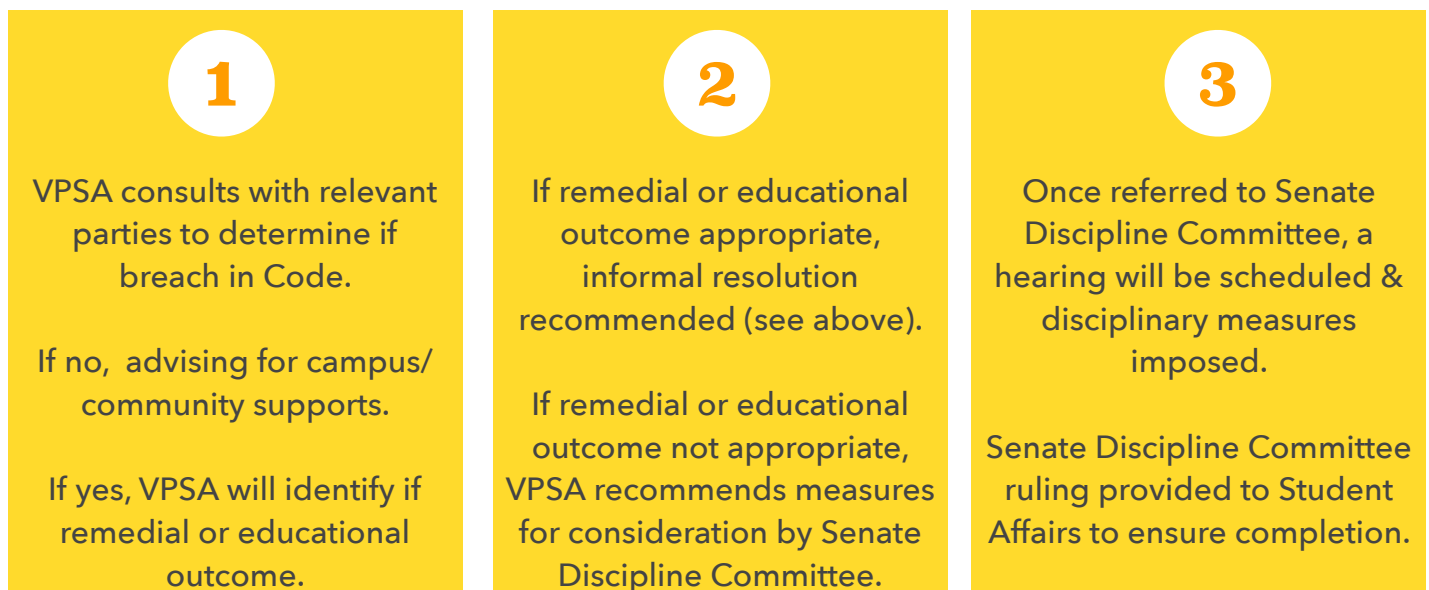 1
VPSA consults with relevant
parties to determine if
breach in Code.
If no, advising for campus/
community supports.
If yes, VPSA will identify if
remedial or educational
outcome.
2
If remedial or educational
outcome appropriate,
informal resolution
recommended (see above).
If remedial or educational
outcome not appropriate,
VPSA recommends measures
for consideration by Senate
Discipline Committee.
3
Once referred to Senate
Discipline Committee, a
hearing will be scheduled &
disciplinary measures
imposed.
Senate Discipline Committee
ruling provided to Student
Affairs to ensure completion.